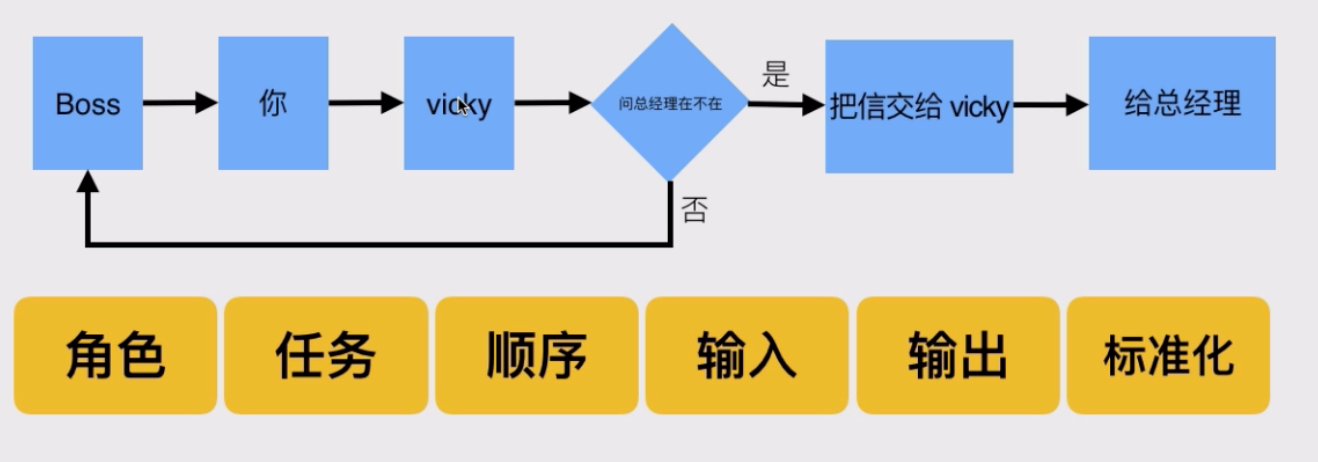 Boss
你
vicky
问总经理在不在
是
把信交给 vicky
给总经理
否
角色
任务
顺序
输入
输出
标准化